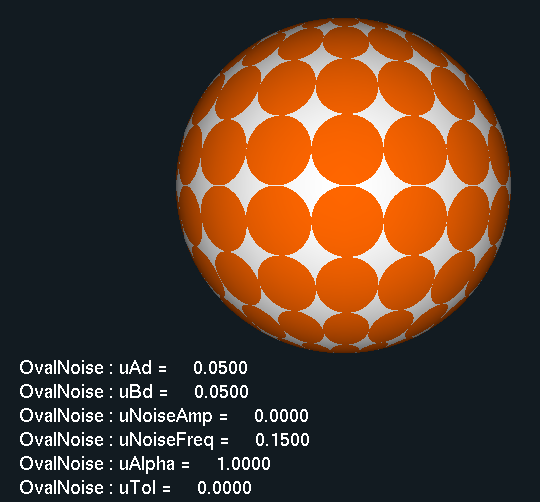 OvalNoise : uAd = 0.0500
OvalNoise : uBd = 0.0500
OvalNoise : uNoiseAmp = 0.0000
OvalNoise : uNoiseFreq = 0.1500
OvalNoise : uAlpha = 1.0000
OvalNoise : uTol = 0.0000